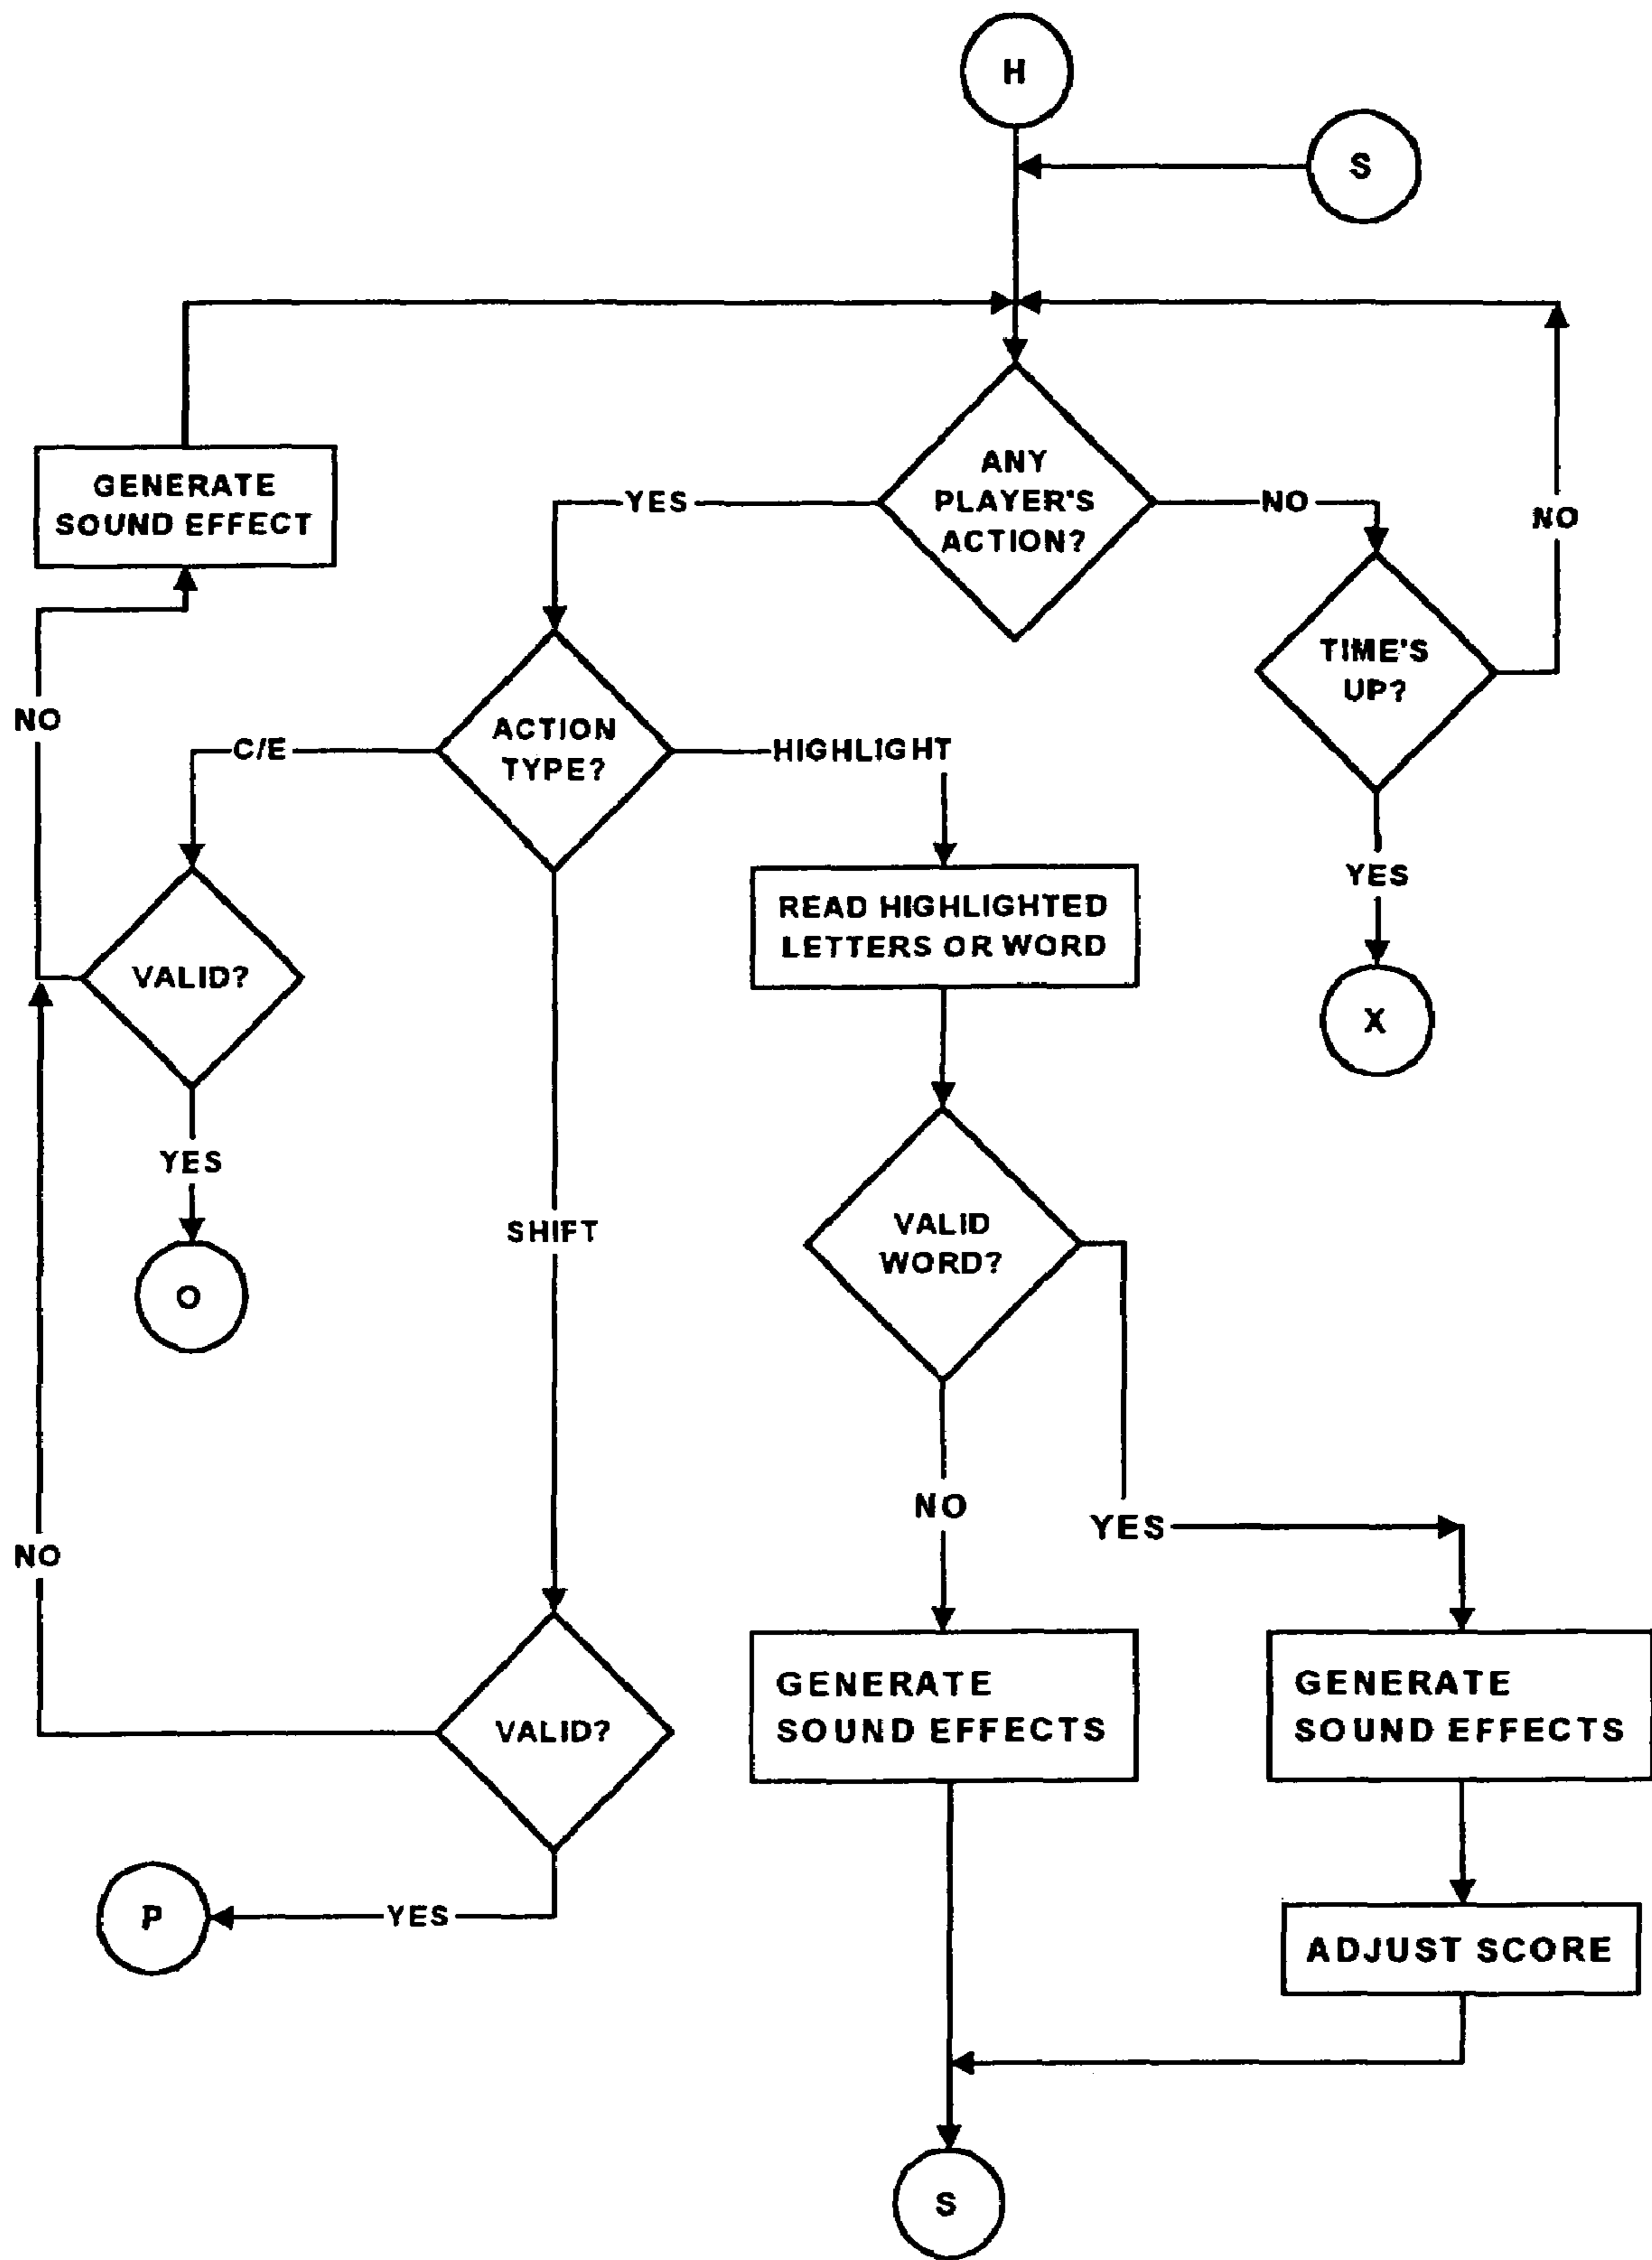 H
S
ANY
PLAYER'S
ACTION?
YES
NO
NO
GENERATE
SOUND EFFECT
TIME'S
UP?
NO
ACTION
TYPE?
C/E
HIGHLIGHT
YES
READ HIGHLIGHTED
LETTERS OR WORD
VALID?
X
YES
VALID
WORD?
SHIFT
O
NO
YES
NO
GENERATE
SOUND EFFECTS
GENERATE
SOUND EFFECTS
VALID?
P
YES
ADJUST SCORE
S